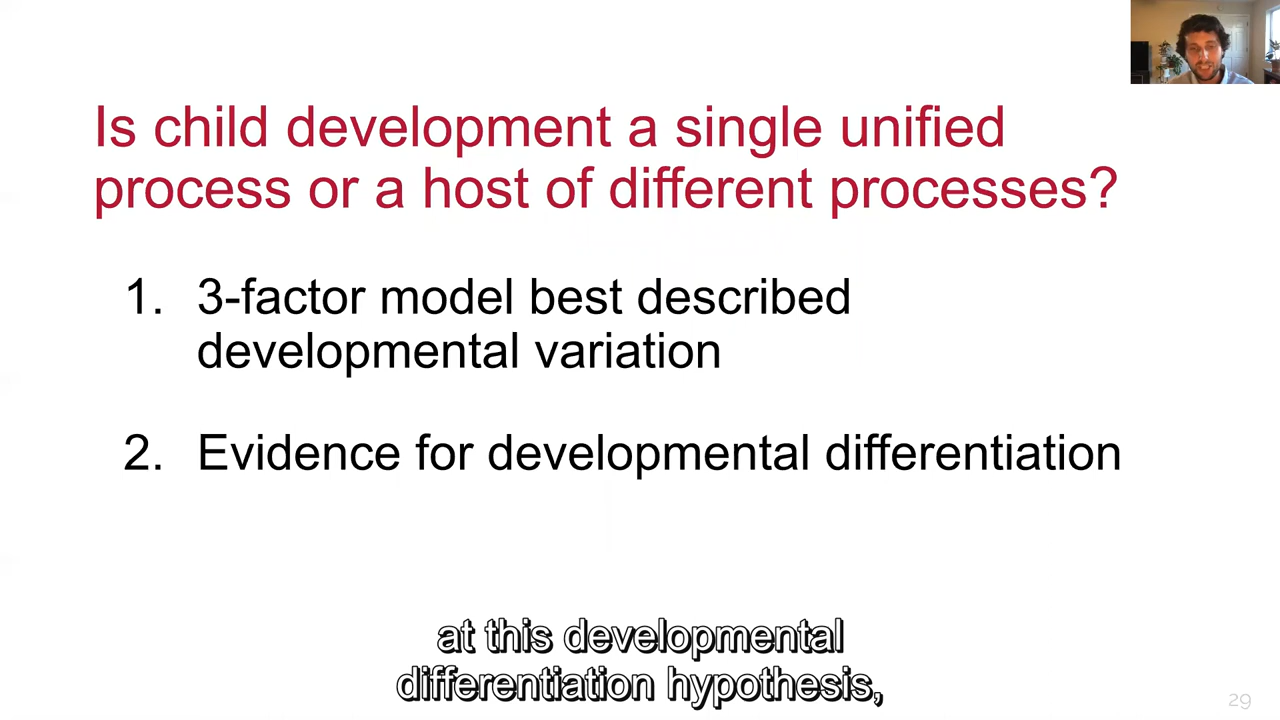 Is child development a single unified
process or a host of different processes?
1. 3-factor model best described
developmental variation
2. Evidence for developmental differentiation
at this developmental
differentiation hypothesis,
29